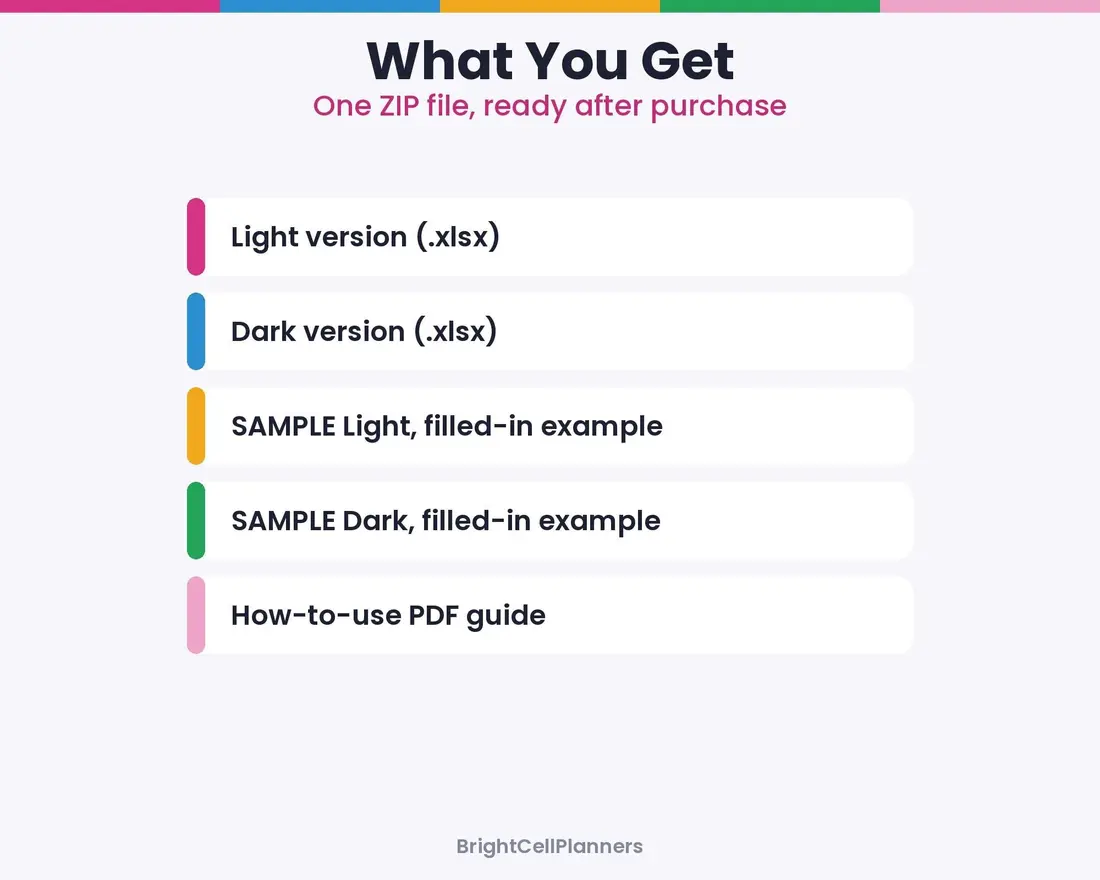 What You Get
One ZIP file, ready after purchase
Light version (.xlsx)
Dark version (.xlsx)
SAMPLE Light, filled-in example
SAMPLE Dark, filled-in example
How-to-use PDF guide
BrightCellPlanners